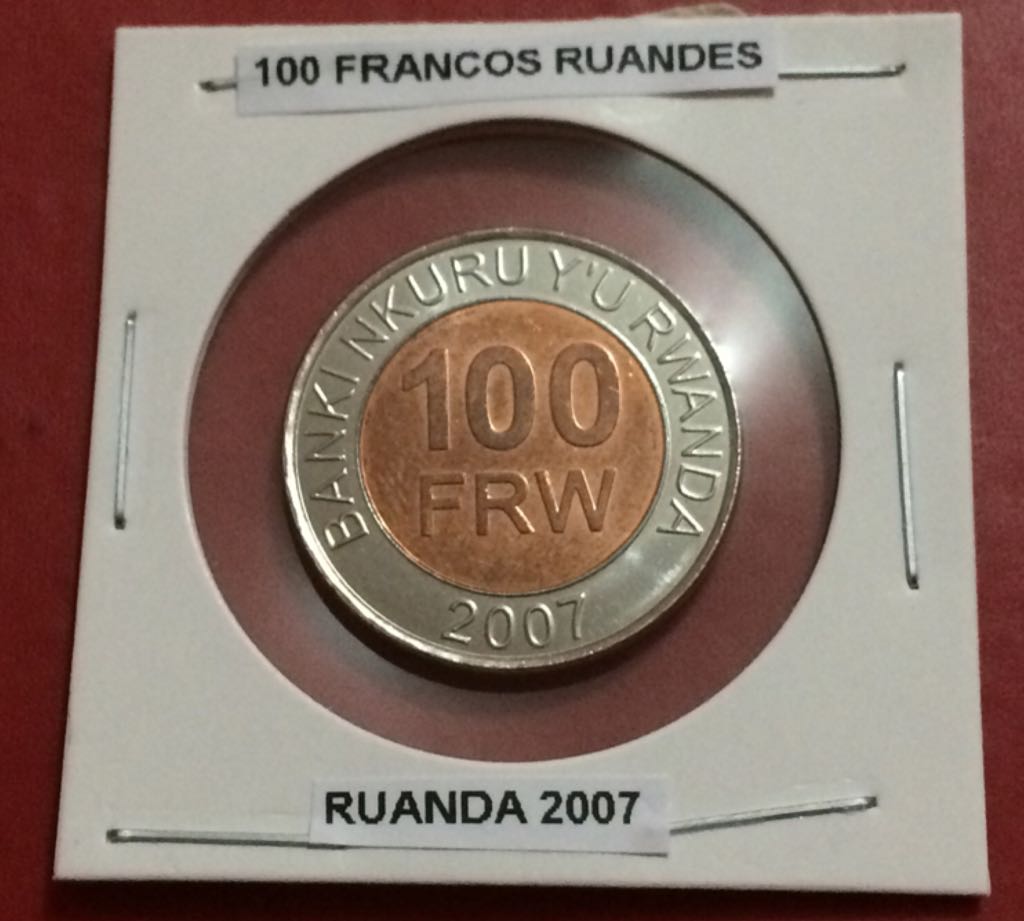 100 FRANCOS RUANDES
BANKI NKURU Y'U RWANDA
100
FRW
2007
RUANDA 2007